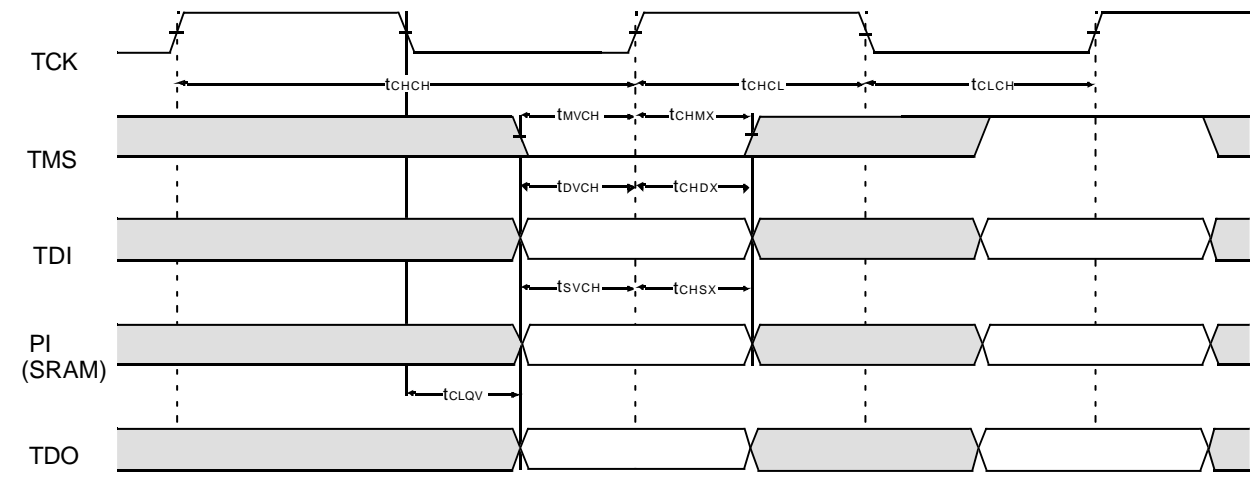 TCK
tCHCH
tCHCL
tCLCH
tMVCH
tCHMX
TMS
tDVCH
tCHDX
TDI
tSVCH
tCHSX
PI
(SRAM)
tCLQV
TDO